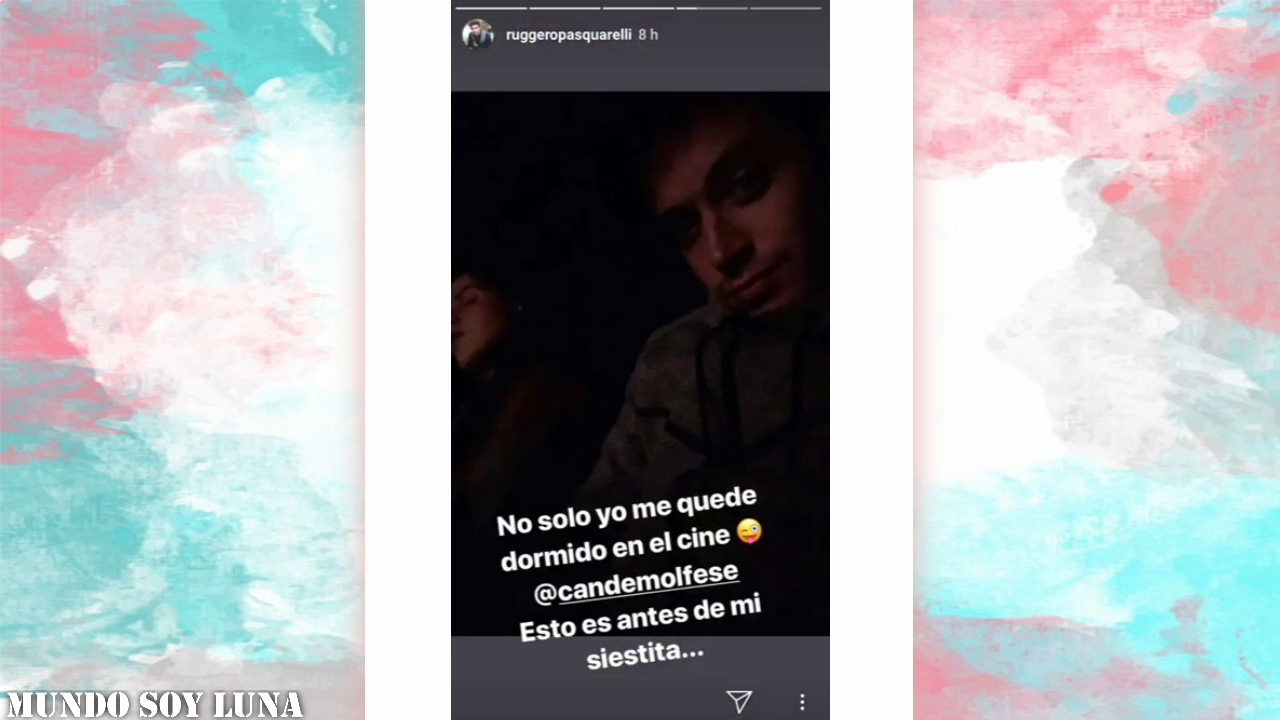 ruggeropasquarelli 8 h
No solo yo me quede
dormido en el cine 😜
@candemolfese
Esto es antes de mi
siestita...
MUNDO SOY LUNA